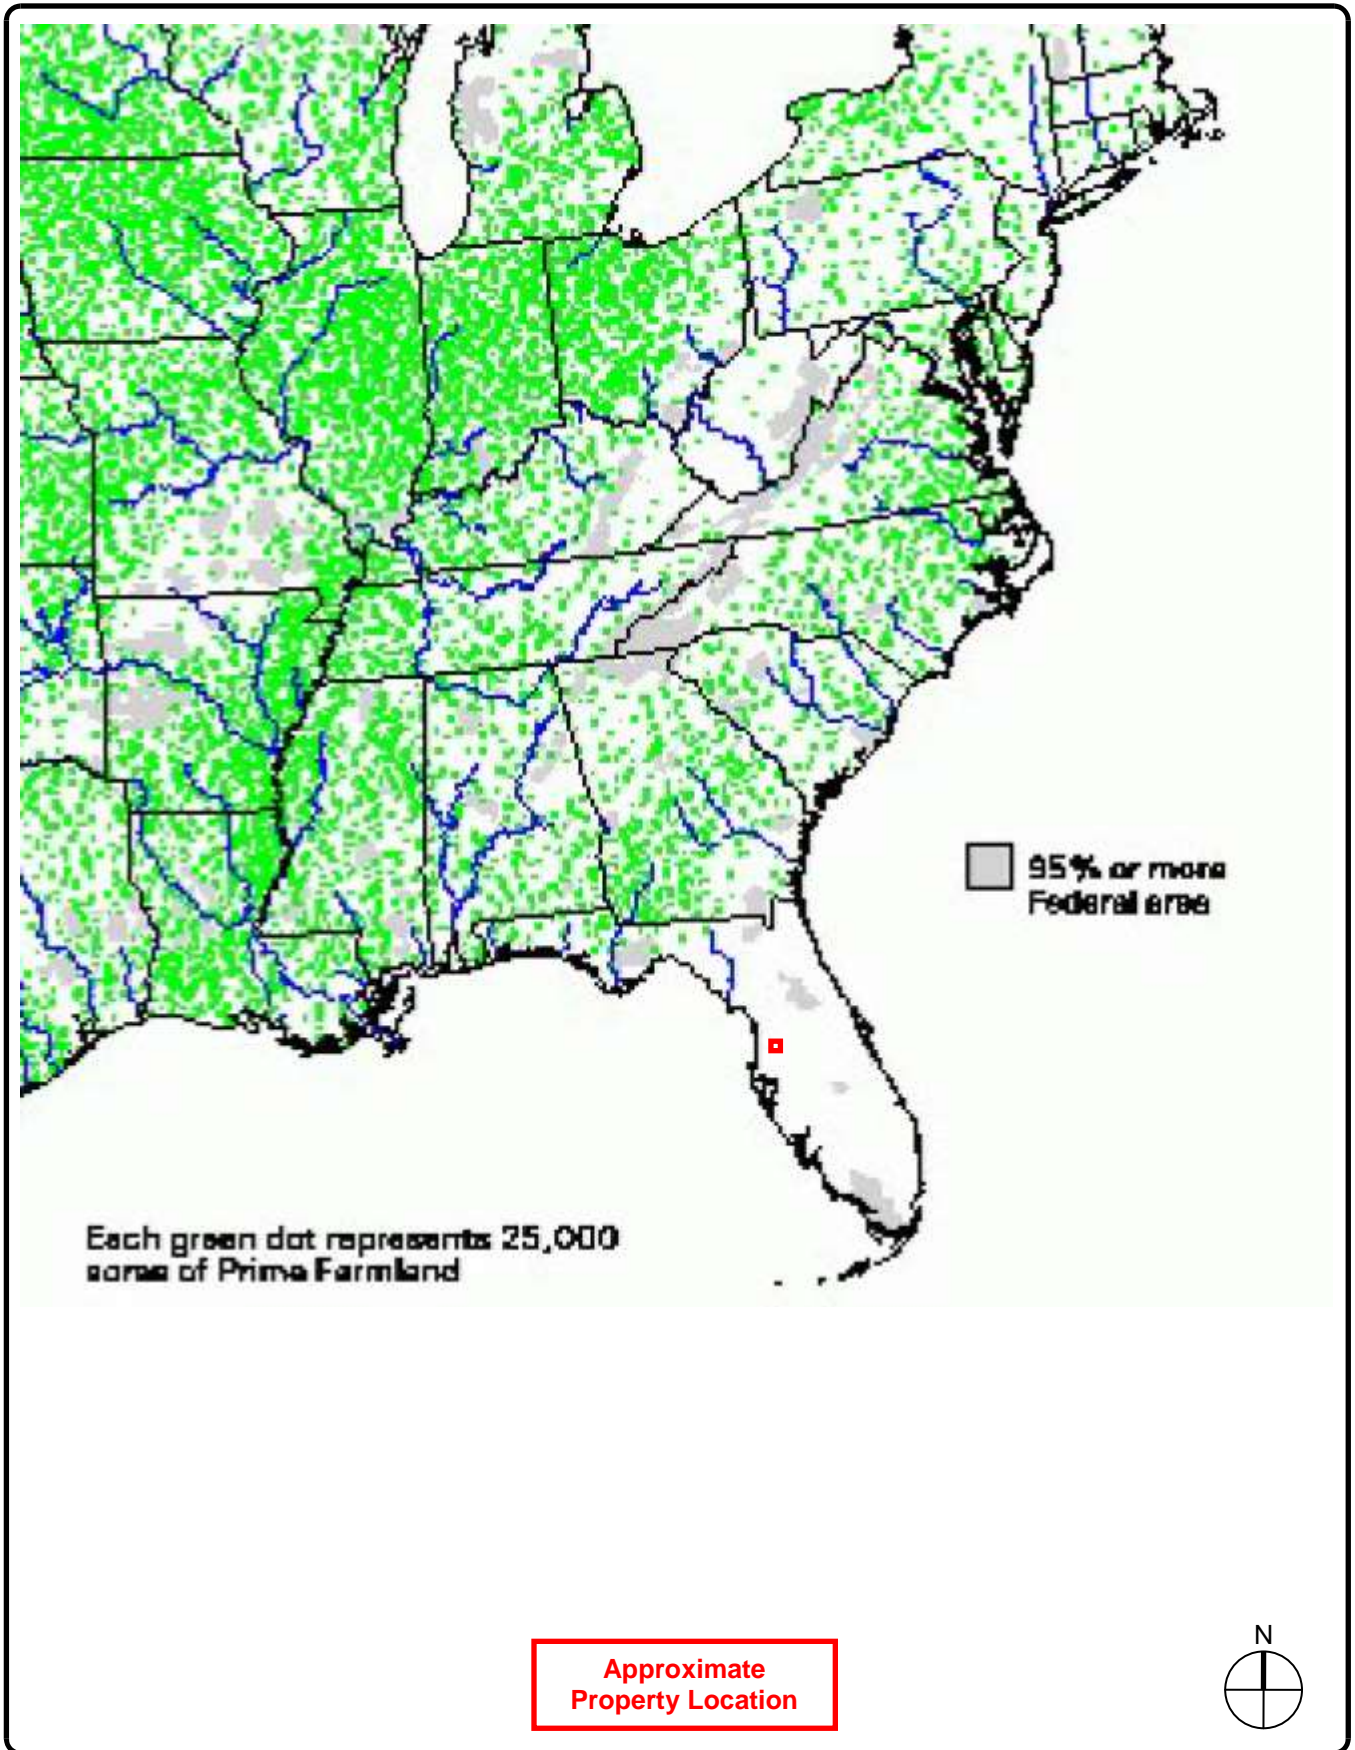 95% or more
Federal area
Each green dot represents 25,000
acres of Prime Farmland
Approximate
Property Location
N